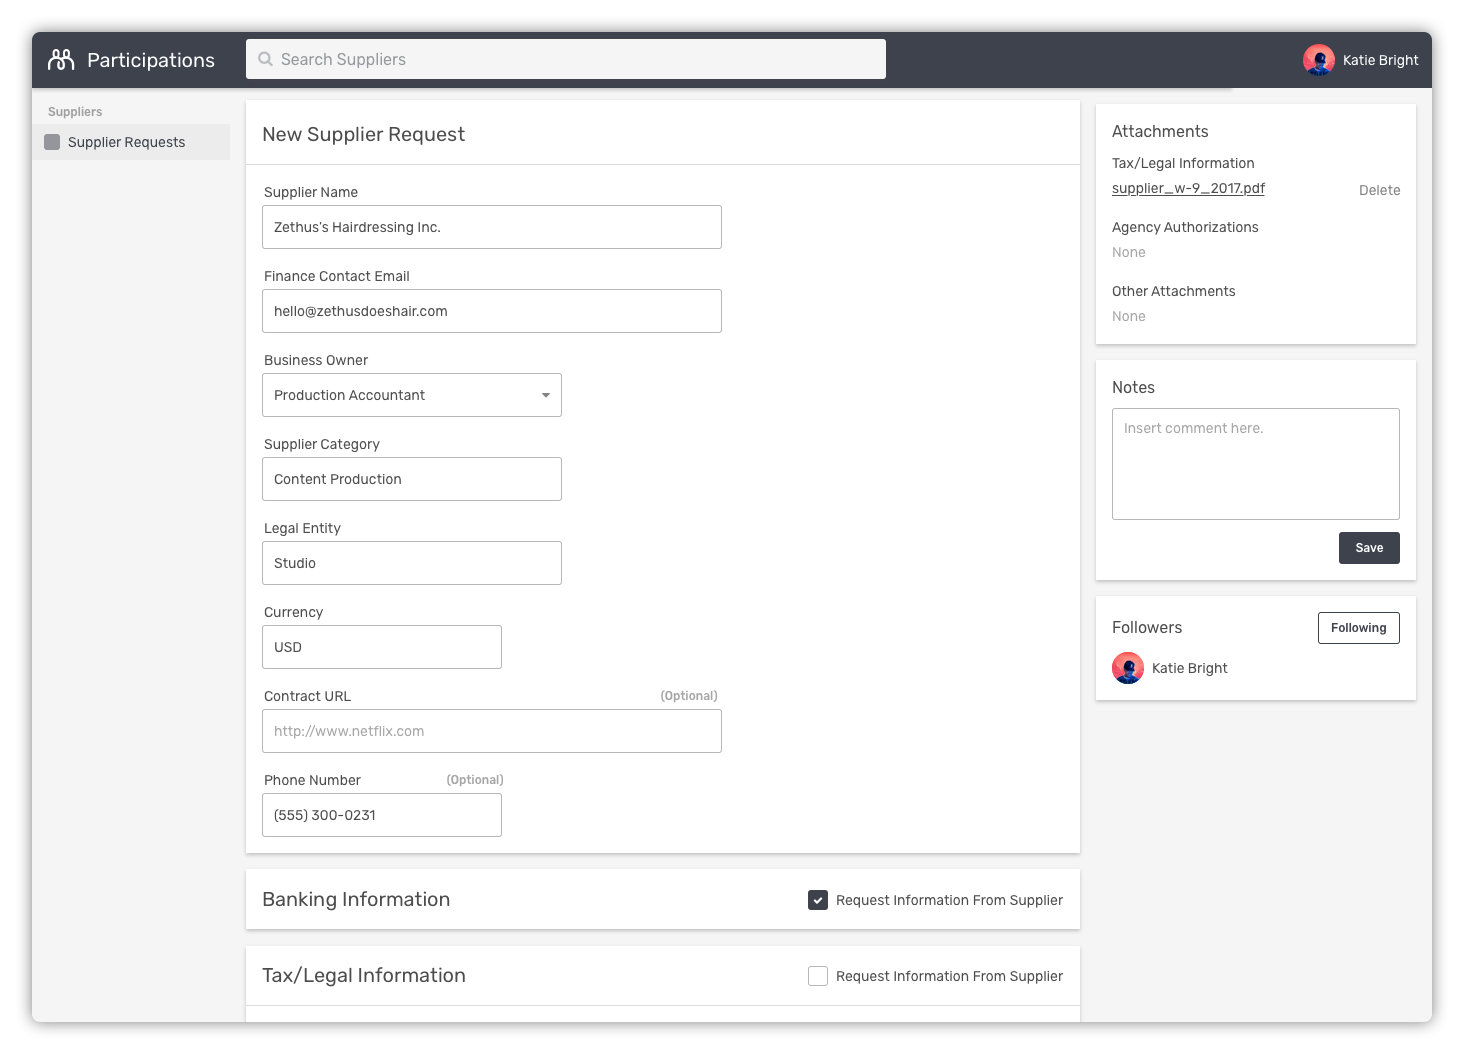 Participations
Search Suppliers
Katie Bright
Suppliers
Supplier Requests
New Supplier Request
Supplier Name
Zethus's Hairdressing Inc.
Finance Contact Email
hello@zethusdoeshair.com
Business Owner
Production Accountant
Supplier Category
Content Production
Legal Entity
Studio
Currency
USD
Contract URL (Optional)
http://www.netflix.com
Phone Number (Optional)
(555) 300-0231
Banking Information
Request Information From Supplier
Tax/Legal Information
Request Information From Supplier
Attachments
Tax/Legal Information
supplier_w-9_2017.pdf Delete
Agency Authorizations
None
Other Attachments
None
Notes
Insert comment here.
Save
Followers
Following
Katie Bright